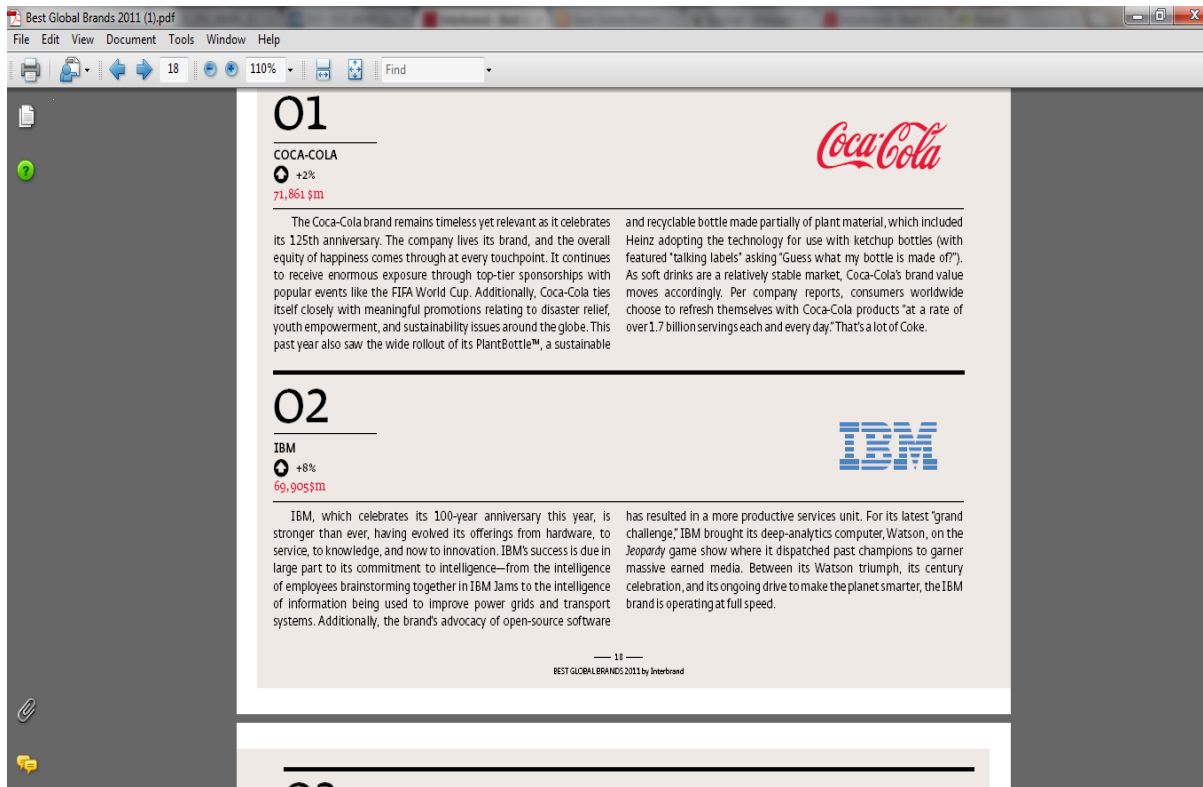 Best Global Brands 2011 (1).pdf
File Edit View Document Tools Window Help
18
110%
Find
01
Coca-Cola
COCA-COLA
+2%
71,861 $m
The Coca-Cola brand remains timeless yet relevant as it celebrates
its 125th anniversary. The company lives its brand, and the overall
equity of happiness comes through at every touchpoint. It continues
to receive enormous exposure through top-tier sponsorships with
popular events like the FIFA World Cup. Additionally, Coca-Cola ties
itself closely with meaningful promotions relating to disaster relief,
youth empowerment, and sustainability issues around the globe. This
past year also saw the wide rollout of its PlantBottle™, a sustainable
and recyclable bottle made partially of plant material, which included
Heinz adopting the technology for use with ketchup bottles (with
featured "talking labels" asking "Guess what my bottle is made of?").
As soft drinks are a relatively stable market, Coca-Cola's brand value
moves accordingly. Per company reports, consumers worldwide
choose to refresh themselves with Coca-Cola products "at a rate of
over 1.7 billion servings each and every day." That's a lot of Coke.
02
IBM
IBM
+8%
69,905$m
IBM, which celebrates its 100-year anniversary this year, is
stronger than ever, having evolved its offerings from hardware, to
service, to knowledge, and now to innovation. IBM's success is due in
large part to its commitment to intelligence—from the intelligence
of employees brainstorming together in IBM Jams to the intelligence
of information being used to improve power grids and transport
systems. Additionally, the brand's advocacy of open-source software
has resulted in a more productive services unit. For its latest "grand
challenge," IBM brought its deep-analytics computer, Watson, on the
Jeopardy game show where it dispatched past champions to garner
massive earned media. Between its Watson triumph, its century
celebration, and its ongoing drive to make the planet smarter, the IBM
brand is operating at full speed.
18
BEST GLOBAL BRANDS 2011 by Interbrand